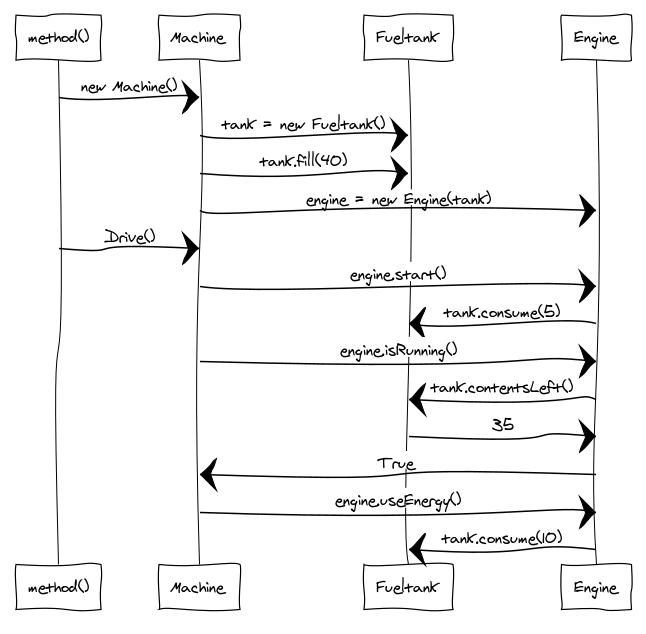 method() Machine Fueltank Engine
new Machine()
tank = new Fueltank()
tank.fill(40)
engine = new Engine(tank)
Drive()
engine.start()
tank.consume(5)
engine.isRunning()
tank.contentsLeft()
35
True
engine.useEnergy()
tank.consume(10)
method() Machine Fueltank Engine